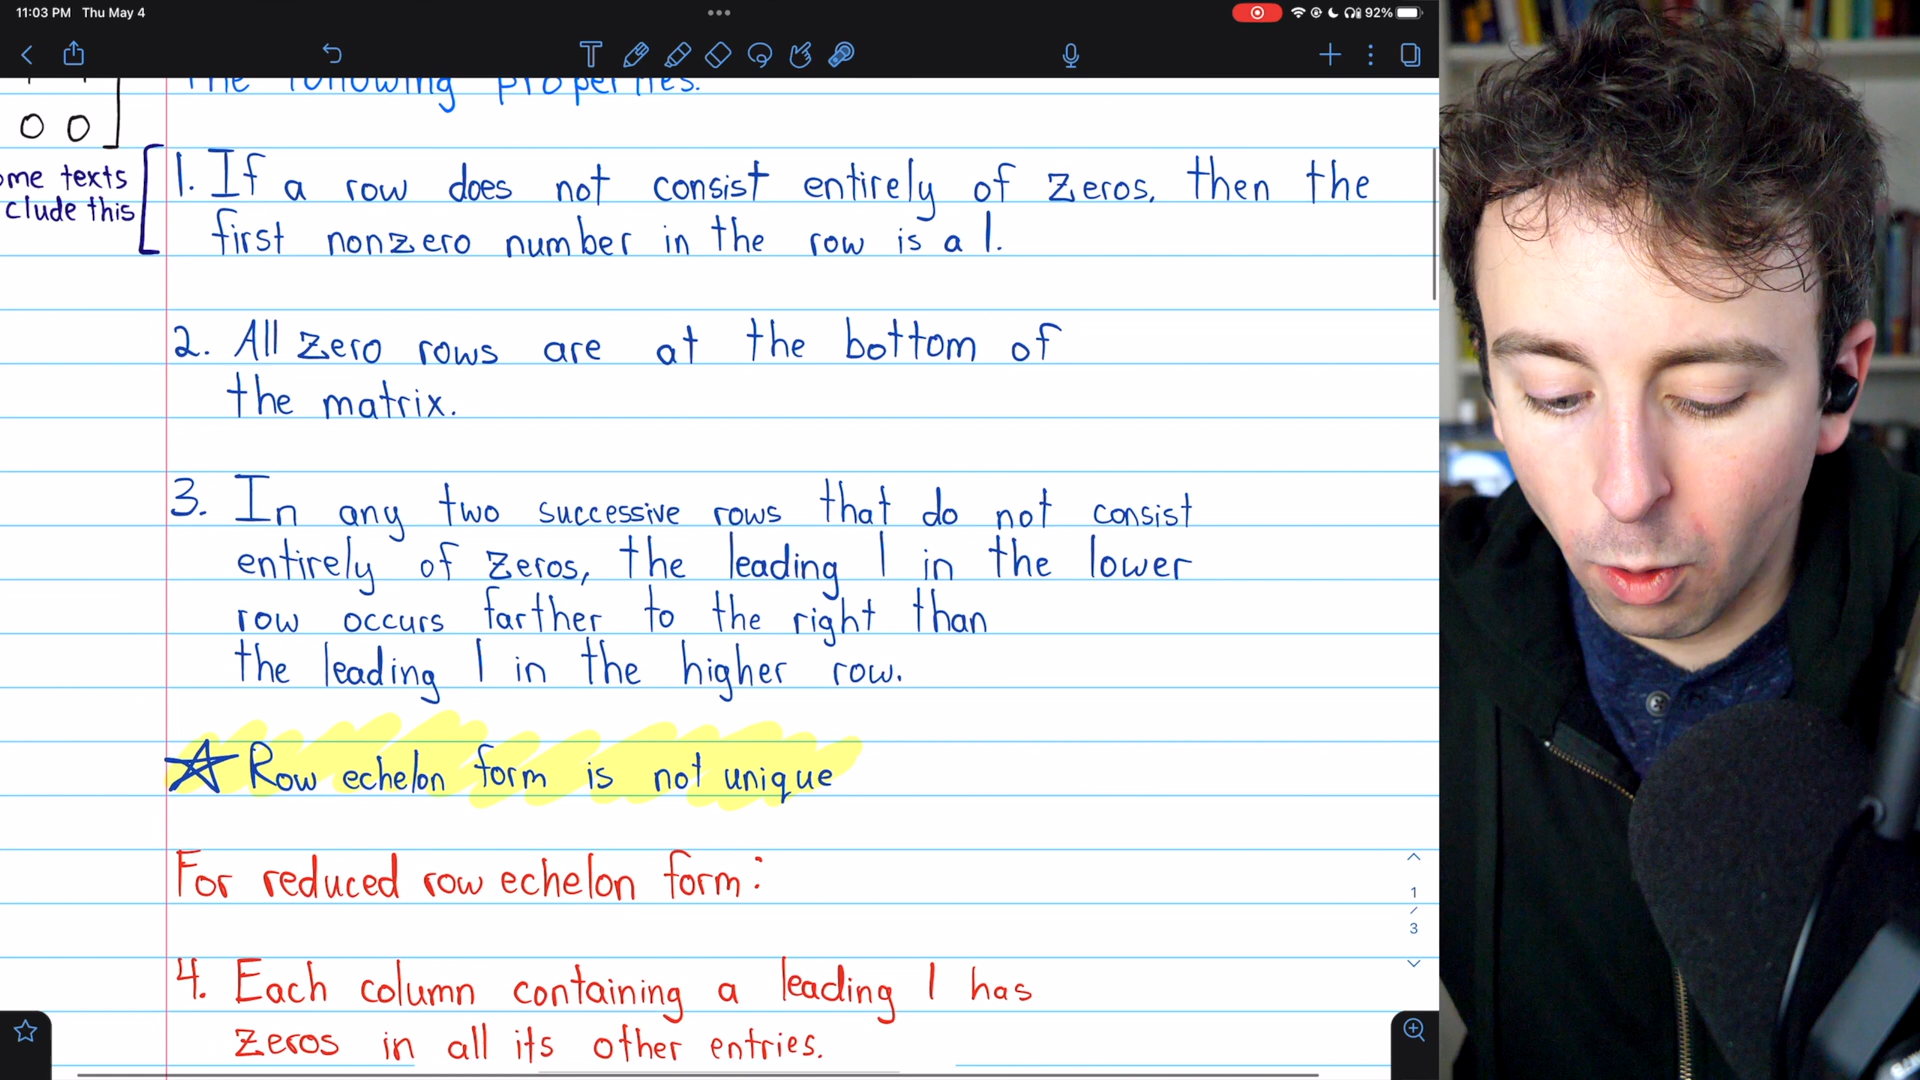 11:03 PM Thu May 4
92%
the following properties.
0 0
1. If a row does not consist entirely of zeros, then the
first nonzero number in the row is a 1.
me texts
clude this
2. All zero rows are at the bottom of
the matrix.
3. In any two successive rows that do not consist
entirely of zeros, the leading 1 in the lower
row occurs farther to the right than
the leading 1 in the higher row.
Row echelon form is not unique
For reduced row echelon form:
4. Each column containing a leading 1 has
zeros in all its other entries.
1
/
3